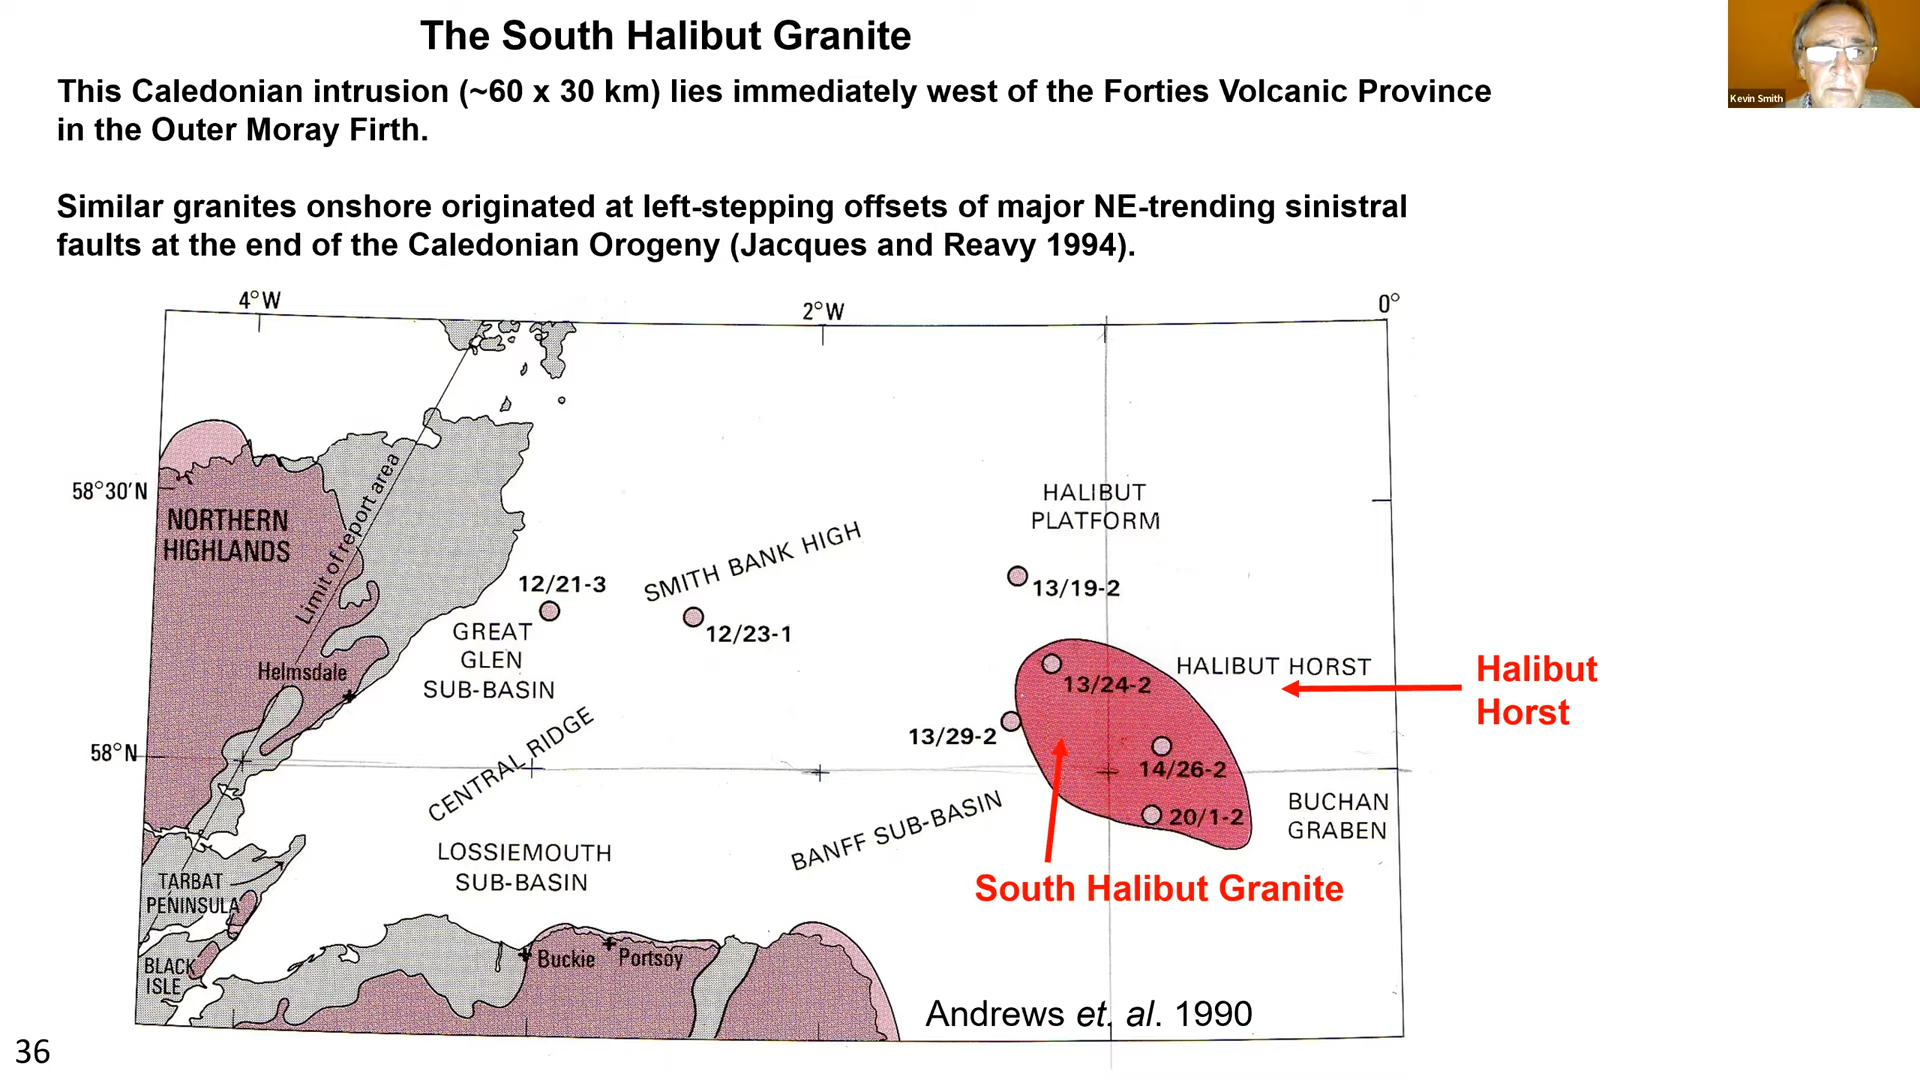 The South Halibut Granite
Kevin Smith
This Caledonian intrusion (~60 x 30 km) lies immediately west of the Forties Volcanic Province
in the Outer Moray Firth.
Similar granites onshore originated at left-stepping offsets of major NE-trending sinistral
faults at the end of the Caledonian Orogeny (Jacques and Reavy 1994).
4°W
2°W
0°
58°30'N
58°N
NORTHERN
HIGHLANDS
Limit of report area
Helmsdale
12/21-3
GREAT
GLEN
SUB-BASIN
SMITH BANK HIGH
12/23-1
HALIBUT
PLATFORM
13/19-2
HALIBUT HORST
13/24-2
13/29-2
14/26-2
20/1-2
Halibut
Horst
CENTRAL RIDGE
BANFF SUB-BASIN
BUCHAN
GRABEN
LOSSIEMOUTH
SUB-BASIN
South Halibut Granite
TARBAT
PENINSULA
BLACK
ISLE
Buckie
Portsoy
Andrews et. al. 1990
36